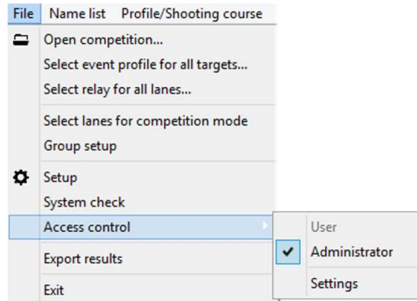 File Name list Profile/Shooting course
Open competition...
Select event profile for all targets...
Select relay for all lanes...
Select lanes for competition mode
Group setup
Setup
System check
Access control
User
Administrator
Settings
Export results
Exit